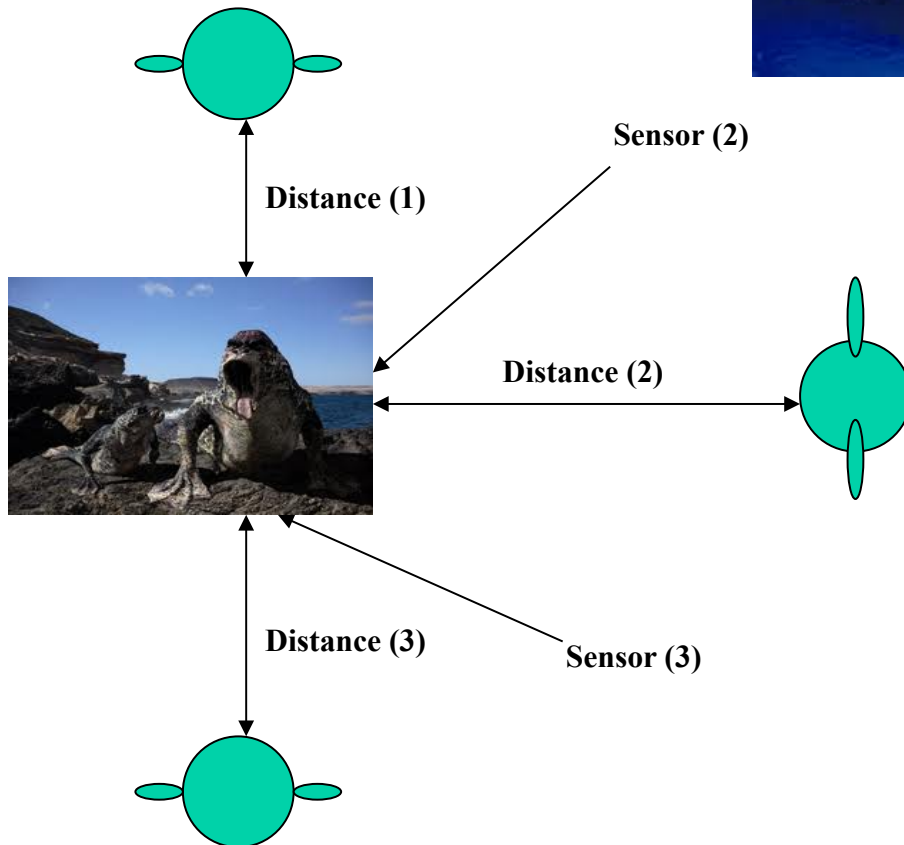 Sensor (2)
Distance (1)
Distance (2)
Distance (3)
Sensor (3)